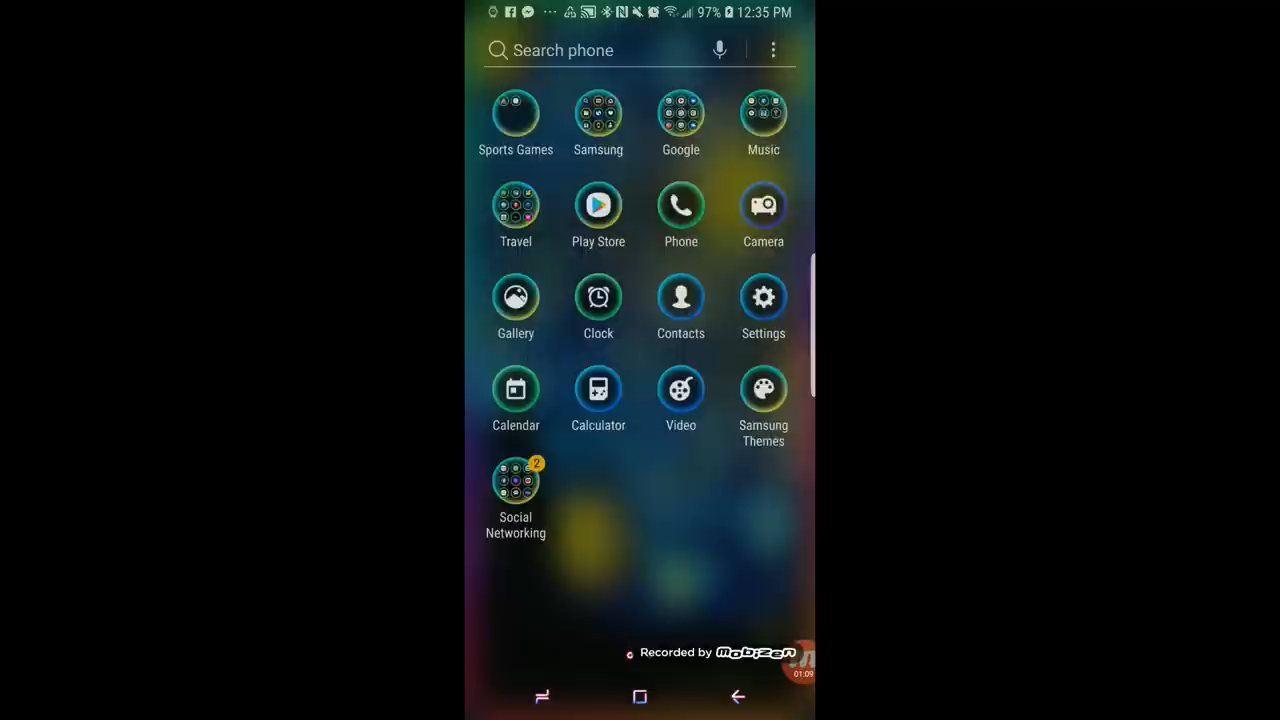 97% 12:35 PM
Search phone
Sports Games
Samsung
Google
Music
Travel
Play Store
Phone
Camera
Gallery
Clock
Contacts
Settings
Calendar
Calculator
Video
Samsung
Themes
2
Social
Networking
Recorded by mobizen
01:09